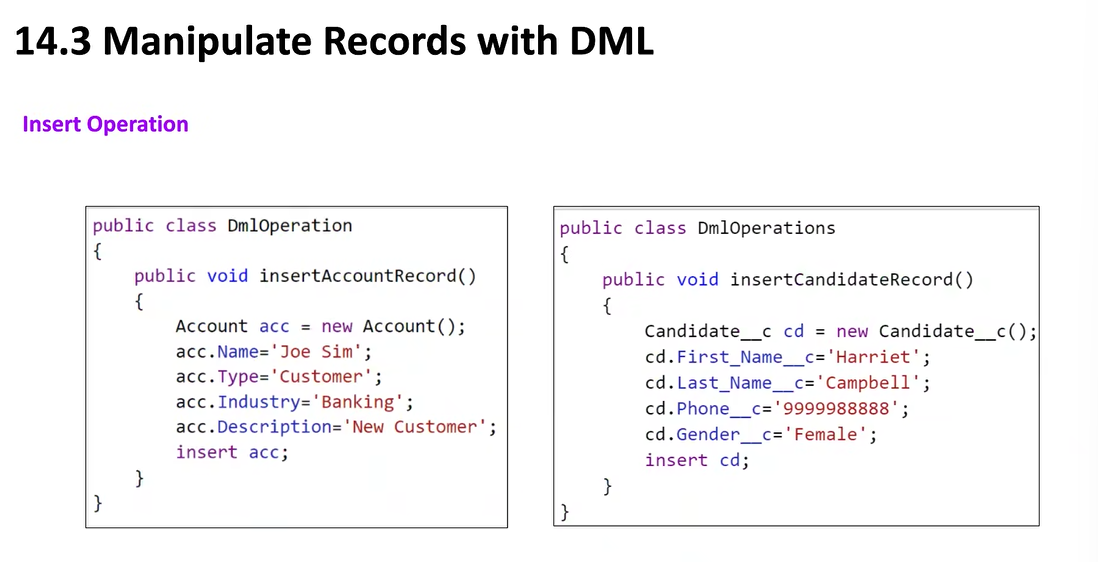 14.3 Manipulate Records with DML
Insert Operation
public class DmlOperation
{
    public void insertAccountRecord()
    {
        Account acc = new Account();
        acc.Name='Joe Sim';
        acc.Type='Customer';
        acc.Industry='Banking';
        acc.Description='New Customer';
        insert acc;
    }
}
public class DmlOperations
{
    public void insertCandidateRecord()
    {
        Candidate__c cd = new Candidate__c();
        cd.First_Name__c='Harriet';
        cd.Last_Name__c='Campbell';
        cd.Phone__c='9999988888';
        cd.Gender__c='Female';
        insert cd;
    }
}